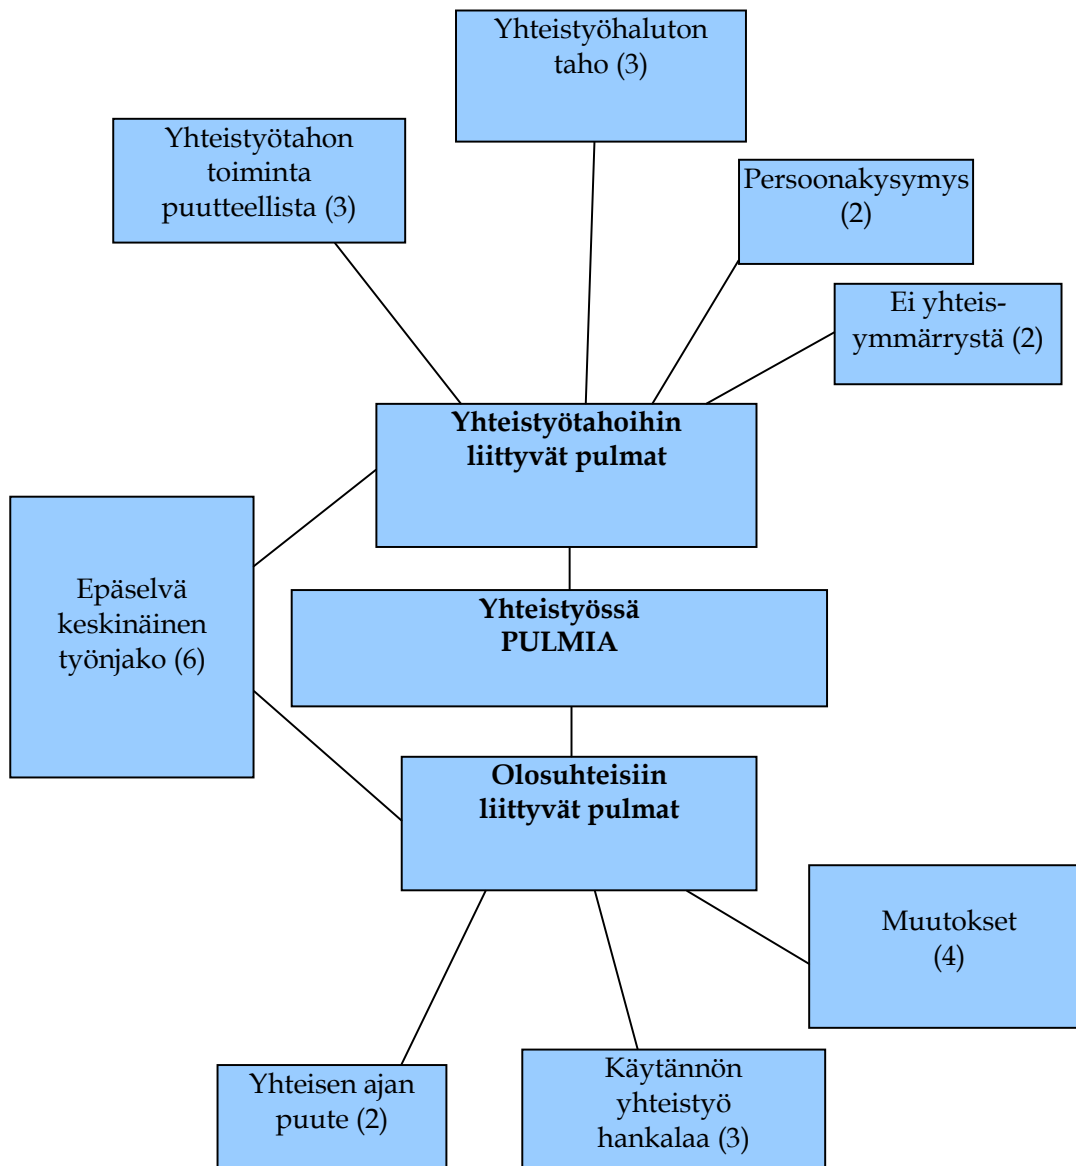 Yhteistyöhaluton
taho (3)
Yhteistyötahon
toiminta
puutteellista (3)
Persoonakysymys
(2)
Ei yhteis-
ymmärrystä (2)
Yhteistyötahoihin
liittyvät pulmat
Epäselvä
keskinäinen
työnjako (6)
Yhteistyössä
PULMIA
Olosuhteisiin
liittyvät pulmat
Muutokset
(4)
Yhteisen ajan
puute (2)
Käytännön
yhteistyö
hankalaa (3)